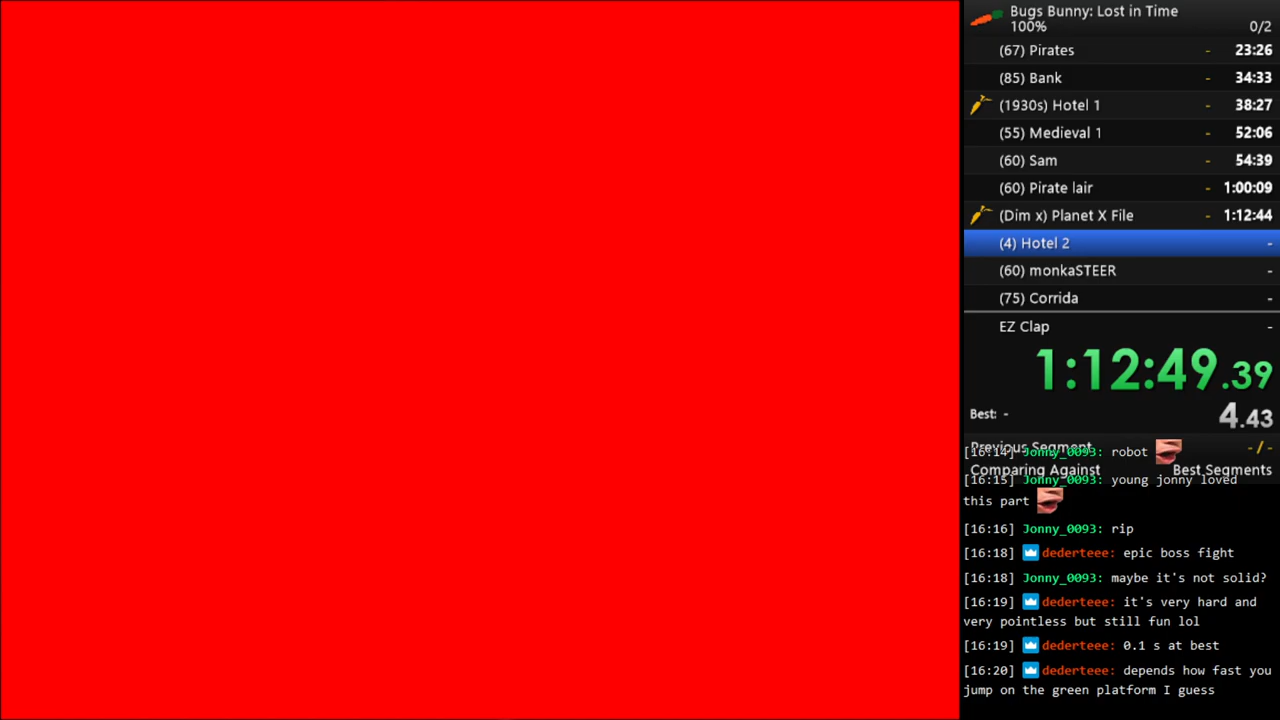 Bugs Bunny: Lost in Time
100% 0/2
(67) Pirates - 23:26
(85) Bank - 34:33
(1930s) Hotel 1 - 38:27
(55) Medieval 1 - 52:06
(60) Sam - 54:39
(60) Pirate lair - 1:00:09
(Dim x) Planet X File - 1:12:44
(4) Hotel 2 -
(60) monkaSTEER -
(75) Corrida -
EZ Clap -
1:12:49.39
Best: - 4.43
Previous Segment - / -
[16:14] Jonny_0093: robot
Comparing Against Best Segments
[16:15] Jonny_0093: young jonny loved
this part
[16:16] Jonny_0093: rip
[16:18] dederteee: epic boss fight
[16:18] Jonny_0093: maybe it's not solid?
[16:19] dederteee: it's very hard and
very pointless but still fun lol
[16:19] dederteee: 0.1 s at best
[16:20] dederteee: depends how fast you
jump on the green platform I guess